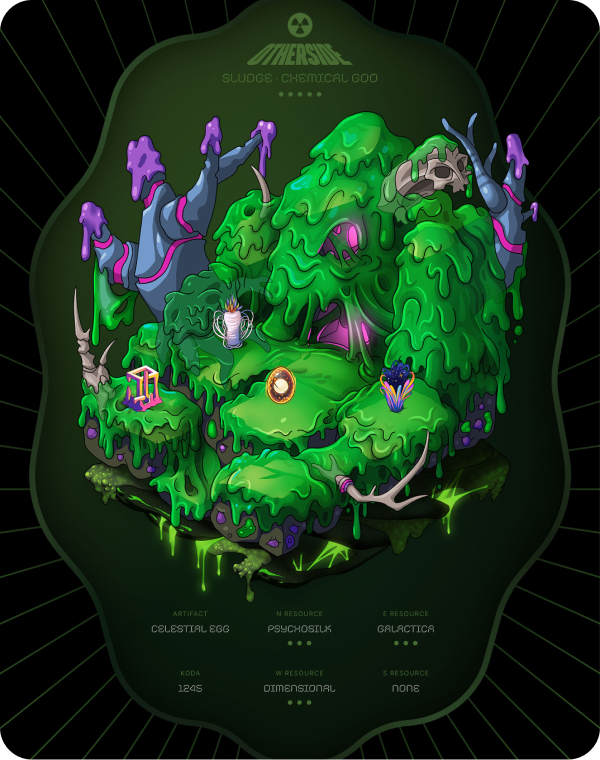 OTHERSIDE
SLUDGE · CHEMICAL GOO
ARTIFACT
CELESTIAL EGG
N RESOURCE
PSYCHOSILK
E RESOURCE
GALACTICA
KODA
1245
W RESOURCE
DIMENSIONAL
S RESOURCE
NONE